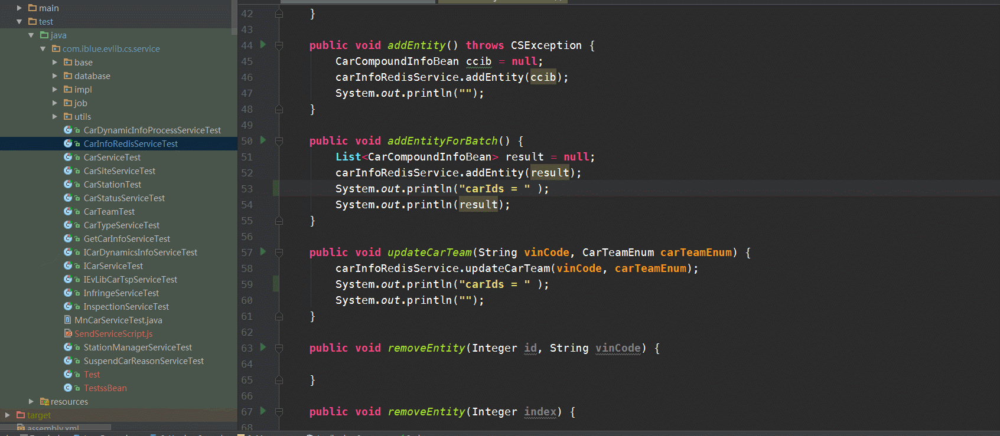 main
test
java
com.iblue.evlib.cs.service
base
database
impl
job
utils
CarDynamicInfoProcessServiceTest
CarInfoRedisServiceTest
CarServiceTest
CarSiteServiceTest
CarStationTest
CarStatusServiceTest
CarTeamTest
CarTypeServiceTest
GetCarInfoServiceTest
ICarDynamicsInfoServiceTest
ICarServiceTest
IEvLibCarTspServiceTest
InfringeServiceTest
InspectionServiceTest
MnCarServiceTest.java
SendServiceScript.js
StationManagerServiceTest
SuspendCarReasonServiceTest
Test
TestssBean
resources
target
assembly.xml
42 }
43
44 public void addEntity() throws CSException {
45 CarCompoundInfoBean ccib = null;
46 carInfoRedisService.addEntity(ccib);
47 System.out.println("");
48 }
49
50 public void addEntityForBatch() {
51 List<CarCompoundInfoBean> result = null;
52 carInfoRedisService.addEntity(result);
53 System.out.println("carIds = " );
54 System.out.println(result);
55 }
56
57 public void updateCarTeam(String vinCode, CarTeamEnum carTeamEnum) {
58 carInfoRedisService.updateCarTeam(vinCode, carTeamEnum);
59 System.out.println("carIds = " );
60 System.out.println("");
61 }
62
63 public void removeEntity(Integer id, String vinCode) {
64
65 }
66
67 public void removeEntity(Integer index) {
68